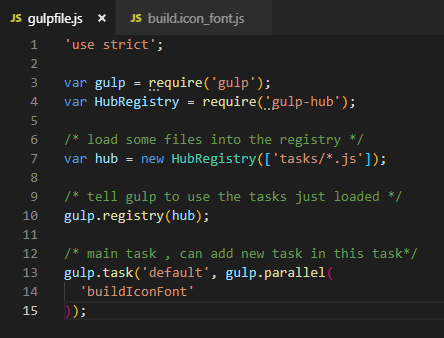 JS gulpfile.js × JS build.icon_font.js
1 'use strict';
2
3 var gulp = require('gulp');
4 var HubRegistry = require('gulp-hub');
5
6 /* load some files into the registry */
7 var hub = new HubRegistry(['tasks/*.js']);
8
9 /* tell gulp to use the tasks just loaded */
10 gulp.registry(hub);
11
12 /* main task , can add new task in this task*/
13 gulp.task('default', gulp.parallel(
14   'buildIconFont'
15 ));